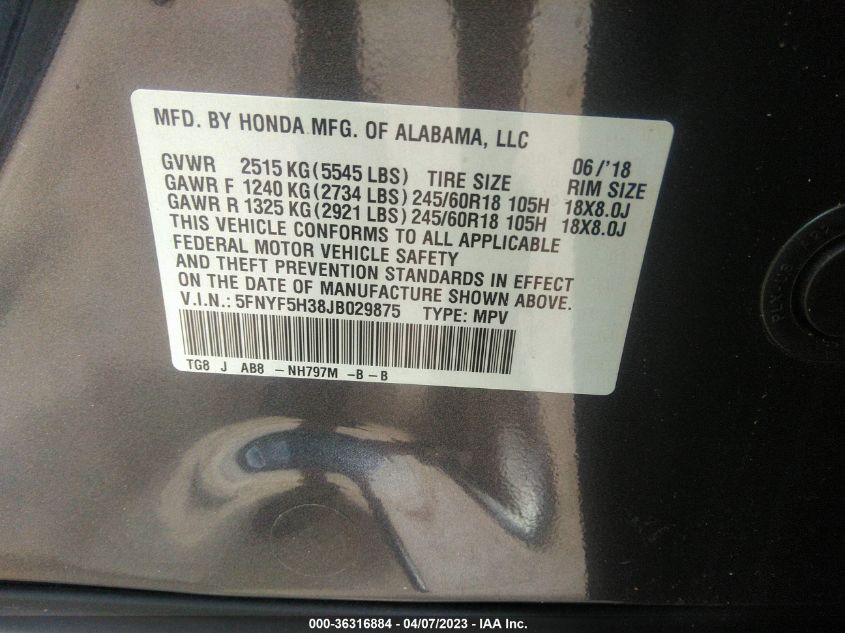 MFD. BY HONDA MFG. OF ALABAMA, LLC
GVWR 2515 KG (5545 LBS) TIRE SIZE 06/'18 RIM SIZE
GAWR F 1240 KG (2734 LBS) 245/60R18 105H 18X8.0J
GAWR R 1325 KG (2921 LBS) 245/60R18 105H 18X8.0J
THIS VEHICLE CONFORMS TO ALL APPLICABLE
FEDERAL MOTOR VEHICLE SAFETY
AND THEFT PREVENTION STANDARDS IN EFFECT
ON THE DATE OF MANUFACTURE SHOWN ABOVE.
V.I.N.: 5FNYF5H38JB029875 TYPE: MPV
TG8 J AB8 - NH797M - B - B
000-36316884 - 04/07/2023 - IAA Inc.